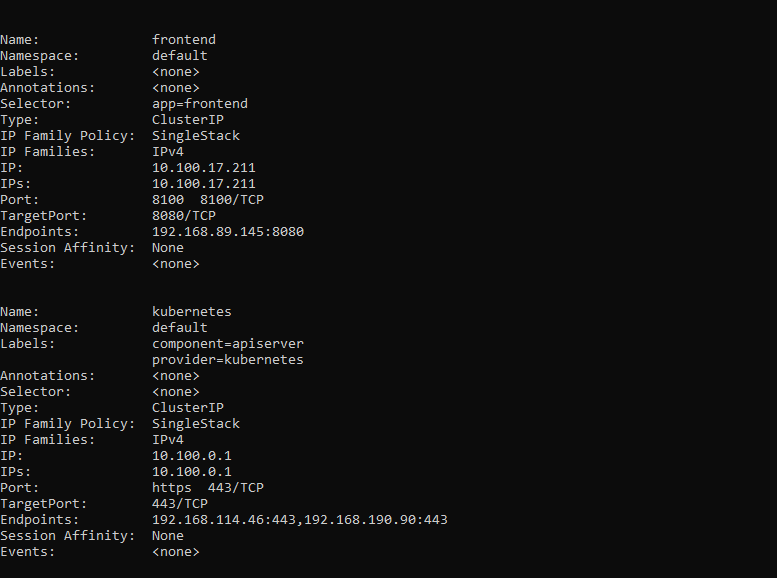 Name:              frontend
Namespace:         default
Labels:            <none>
Annotations:       <none>
Selector:          app=frontend
Type:              ClusterIP
IP Family Policy:  SingleStack
IP Families:       IPv4
IP:                10.100.17.211
IPs:               10.100.17.211
Port:              8100  8100/TCP
TargetPort:        8080/TCP
Endpoints:         192.168.89.145:8080
Session Affinity:  None
Events:            <none>
Name:              kubernetes
Namespace:         default
Labels:            component=apiserver
                   provider=kubernetes
Annotations:       <none>
Selector:          <none>
Type:              ClusterIP
IP Family Policy:  SingleStack
IP Families:       IPv4
IP:                10.100.0.1
IPs:               10.100.0.1
Port:              https  443/TCP
TargetPort:        443/TCP
Endpoints:         192.168.114.46:443,192.168.190.90:443
Session Affinity:  None
Events:            <none>